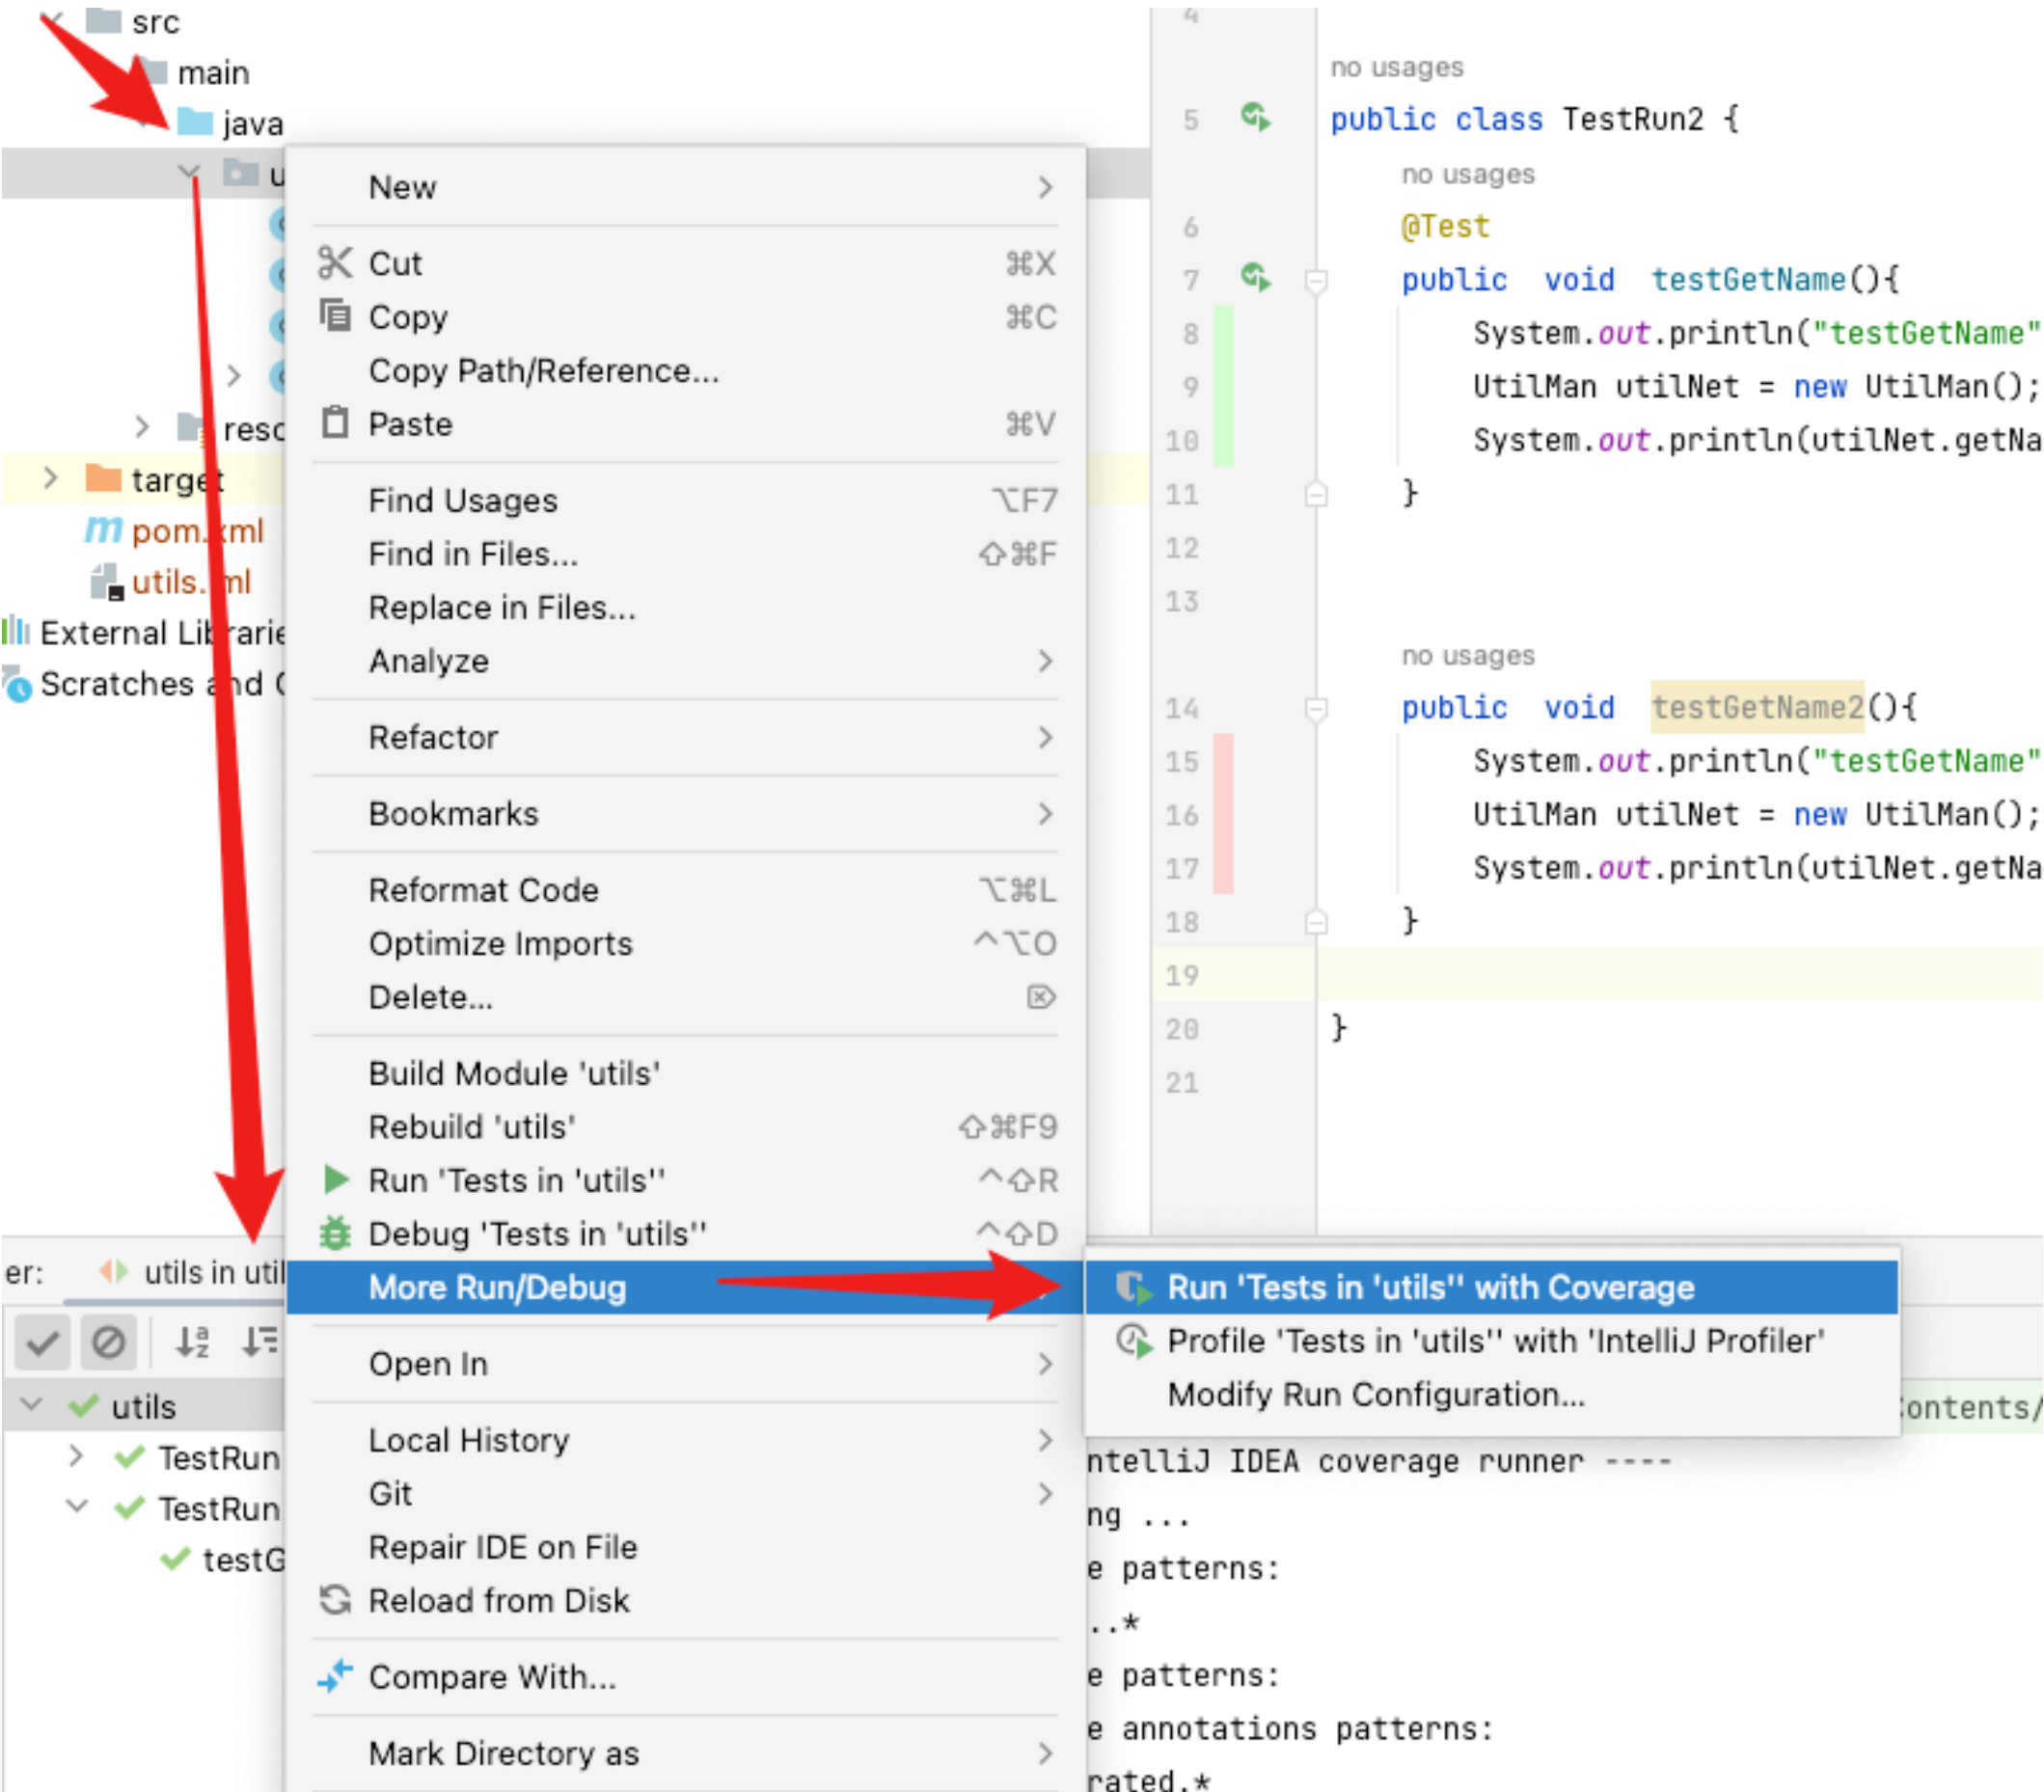 src
main
java
u
resc
target
pom.xml
utils.iml
External Librarie
Scratches and
New
Cut ⌘X
Copy ⌘C
Copy Path/Reference...
Paste ⌘V
Find Usages ⌥F7
Find in Files... ⇧⌘F
Replace in Files...
Analyze
Refactor
Bookmarks
Reformat Code ⌥⌘L
Optimize Imports ^⌥O
Delete... ⌦
Build Module 'utils'
Rebuild 'utils' ⇧⌘F9
Run 'Tests in 'utils'' ^⇧R
Debug 'Tests in 'utils'' ^⇧D
More Run/Debug
Open In
Local History
Git
Repair IDE on File
Reload from Disk
Compare With...
Mark Directory as
Run 'Tests in 'utils'' with Coverage
Profile 'Tests in 'utils'' with 'IntelliJ Profiler'
Modify Run Configuration...
4
no usages
5 public class TestRun2 {
no usages
6 @Test
7 public void testGetName(){
8 System.out.println("testGetName"
9 UtilMan utilNet = new UtilMan();
10 System.out.println(utilNet.getNa
11 }
12
13
no usages
14 public void testGetName2(){
15 System.out.println("testGetName"
16 UtilMan utilNet = new UtilMan();
17 System.out.println(utilNet.getNa
18 }
19
20 }
21
er: utils in util
utils
TestRun
TestRun
testG
ontents/
ntelliJ IDEA coverage runner ----
ng ...
e patterns:
..*
e patterns:
e annotations patterns:
rated.*